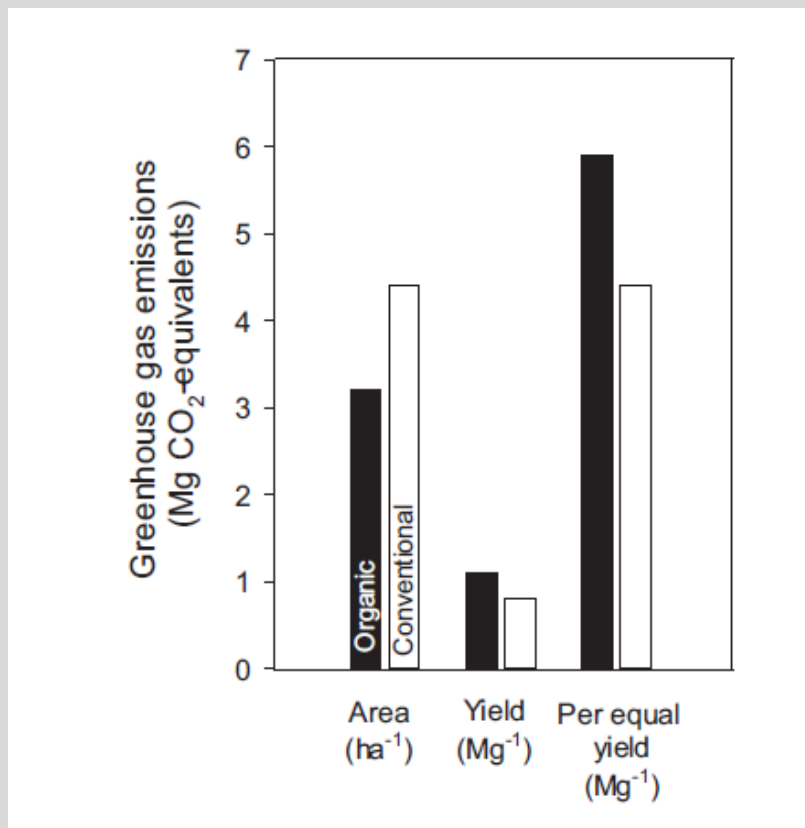 7
6
5
4
3
2
1
0
Greenhouse gas emissions
(Mg CO₂-equivalents)
Organic
Conventional
Area
(ha⁻¹)
Yield
(Mg⁻¹)
Per equal
yield
(Mg⁻¹)